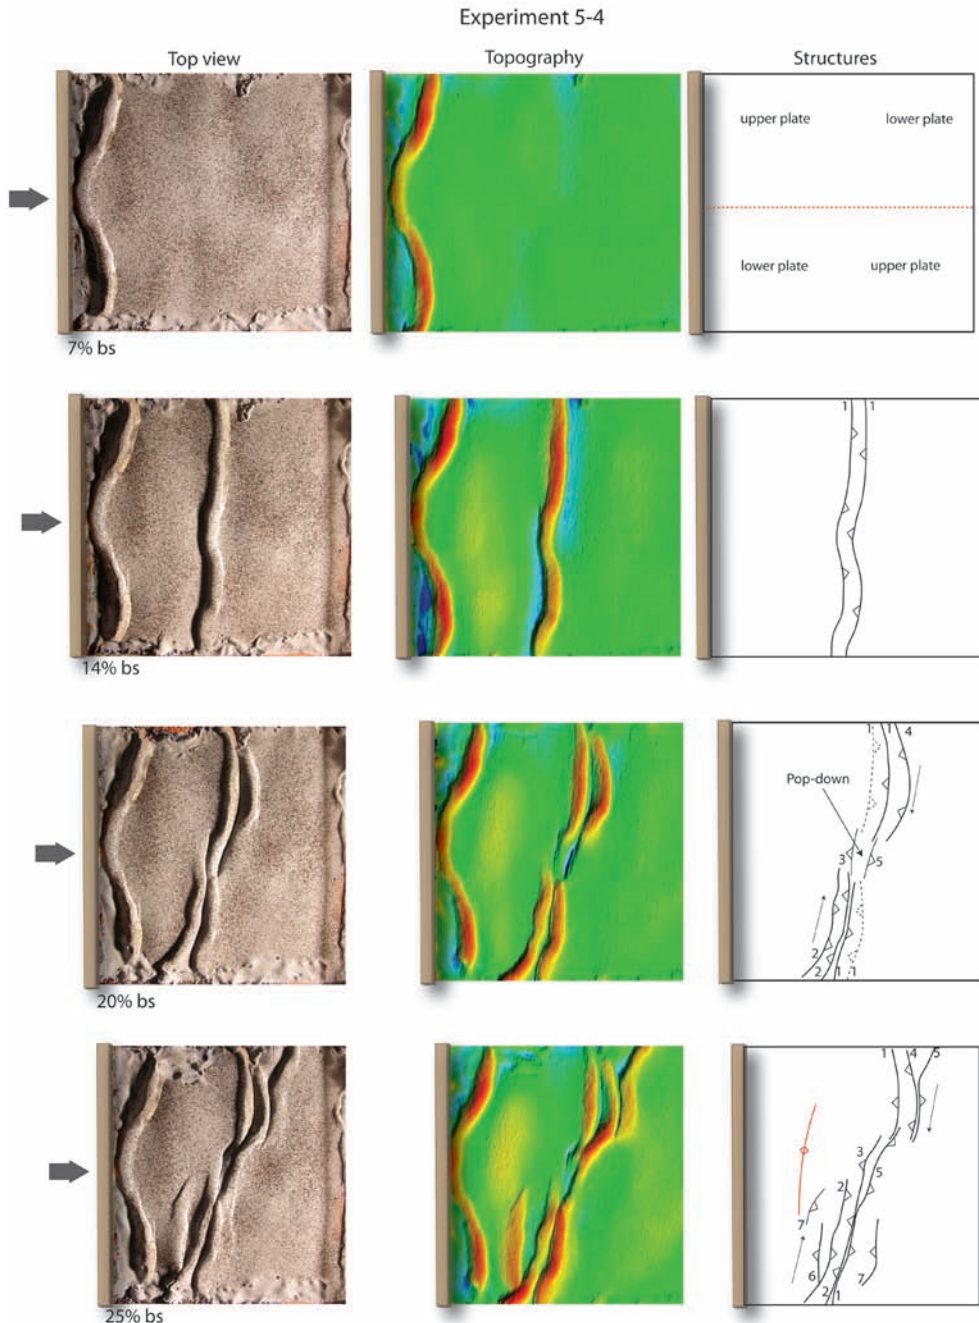 Experiment 5-4
Top view
Topography
Structures
upper plate
lower plate
lower plate
upper plate
7% bs
1 1
14% bs
1 1 4
Pop-down
3 5
2
2 1 1
20% bs
1 4 5
3
2 5
7
6 7
2 1
25% bs